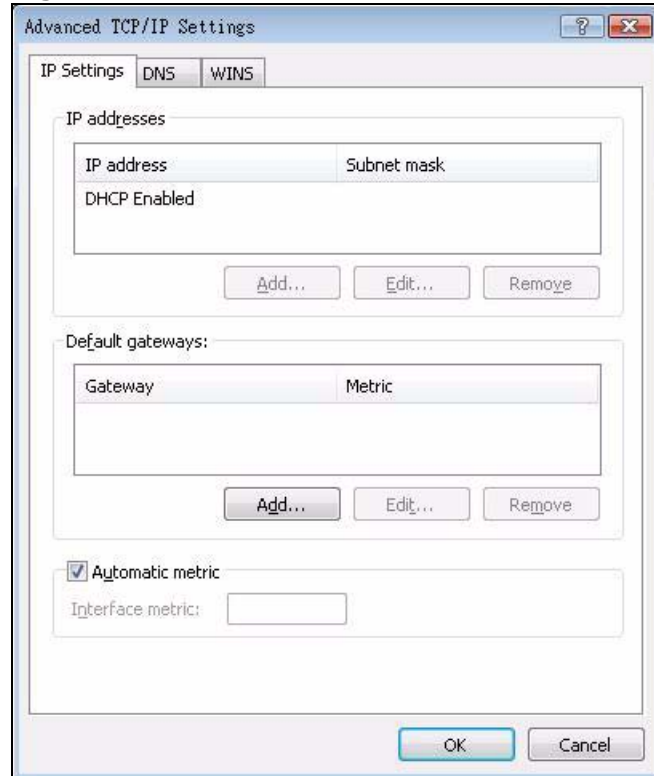 Advanced TCP/IP Settings
IP Settings DNS WINS
IP addresses
IP address Subnet mask
DHCP Enabled
Add... Edit... Remove
Default gateways:
Gateway Metric
Add... Edit... Remove
Automatic metric
Interface metric:
OK Cancel